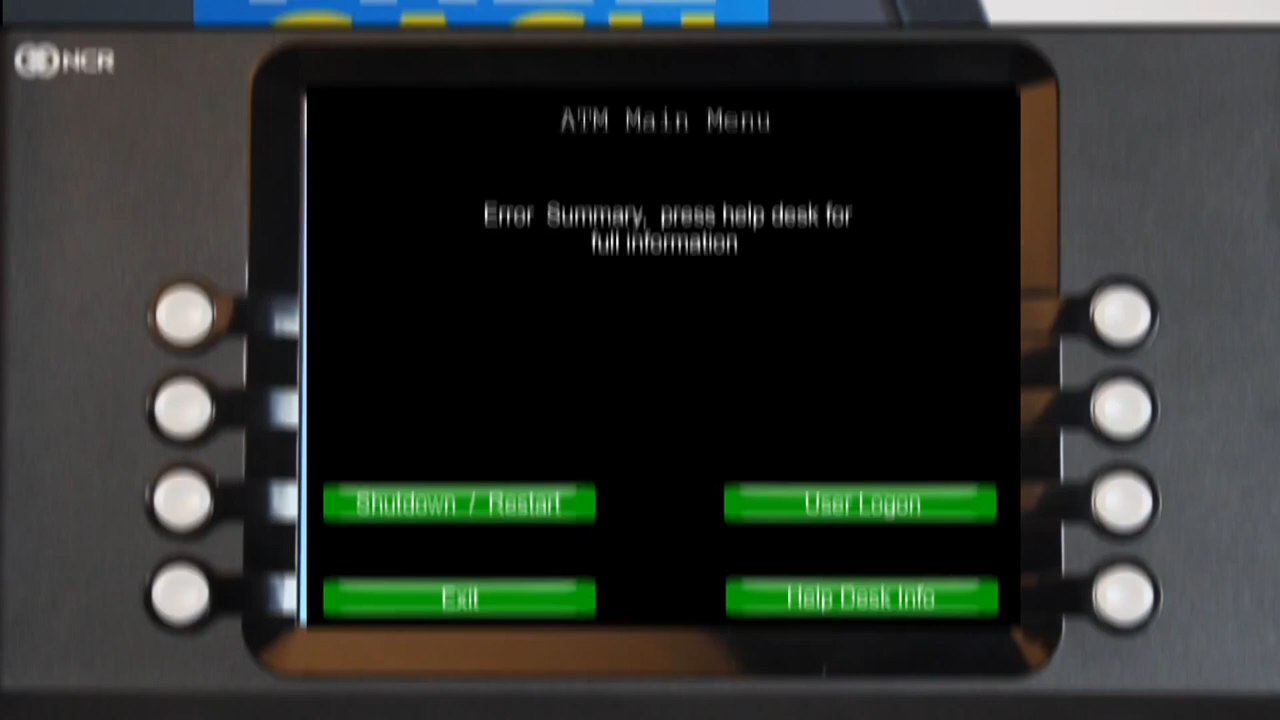 CASH
NCR
ATM Main Menu
Error Summary, press help desk for
full information
Shutdown / Restart
User Logon
Exit
Help Desk Info